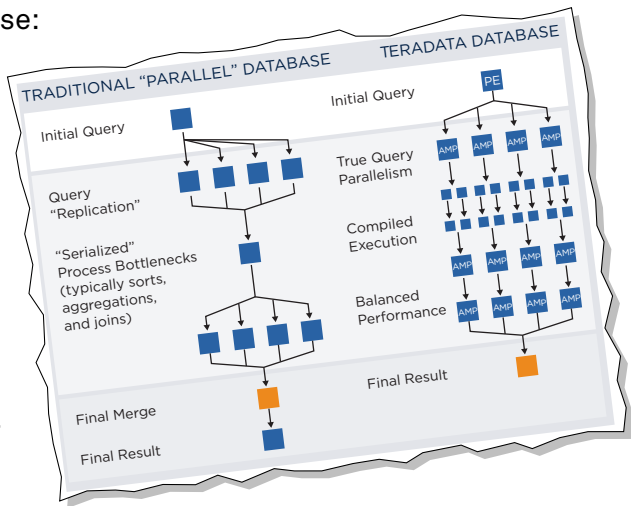 se:
TRADITIONAL “PARALLEL” DATABASE
Initial Query
Query
“Replication”
“Serialized”
Process Bottlenecks
(typically sorts,
aggregations,
and joins)
Final Merge
Final Result
TERADATA DATABASE
Initial Query
PE
True Query
Parallelism
AMP AMP AMP AMP
Compiled
Execution
AMP AMP AMP AMP
Balanced
Performance
AMP AMP AMP AMP
Final Result